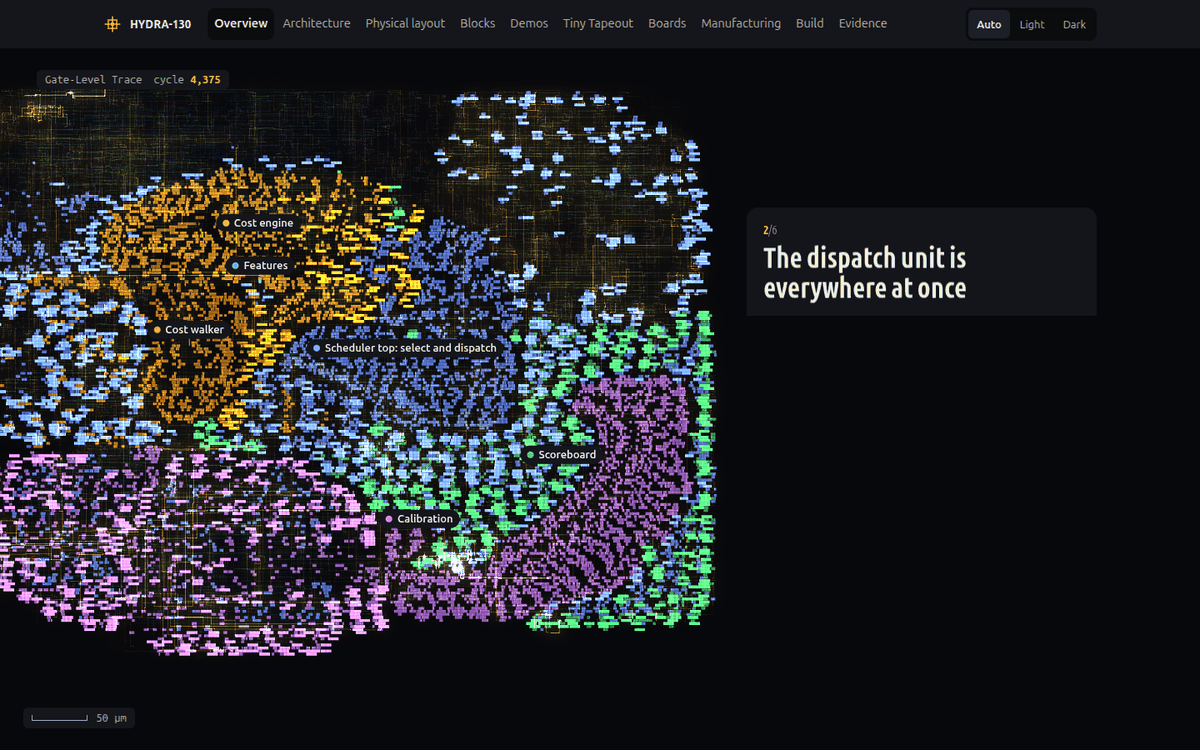 HYDRA-130 Overview Architecture Physical layout Blocks Demos Tiny Tapeout Boards Manufacturing Build Evidence Auto Light Dark
Gate-Level Trace cycle 4,375
Cost engine
Features
Cost walker
Scheduler top: select and dispatch
Scoreboard
Calibration
2/6
The dispatch unit is
everywhere at once
50 µm